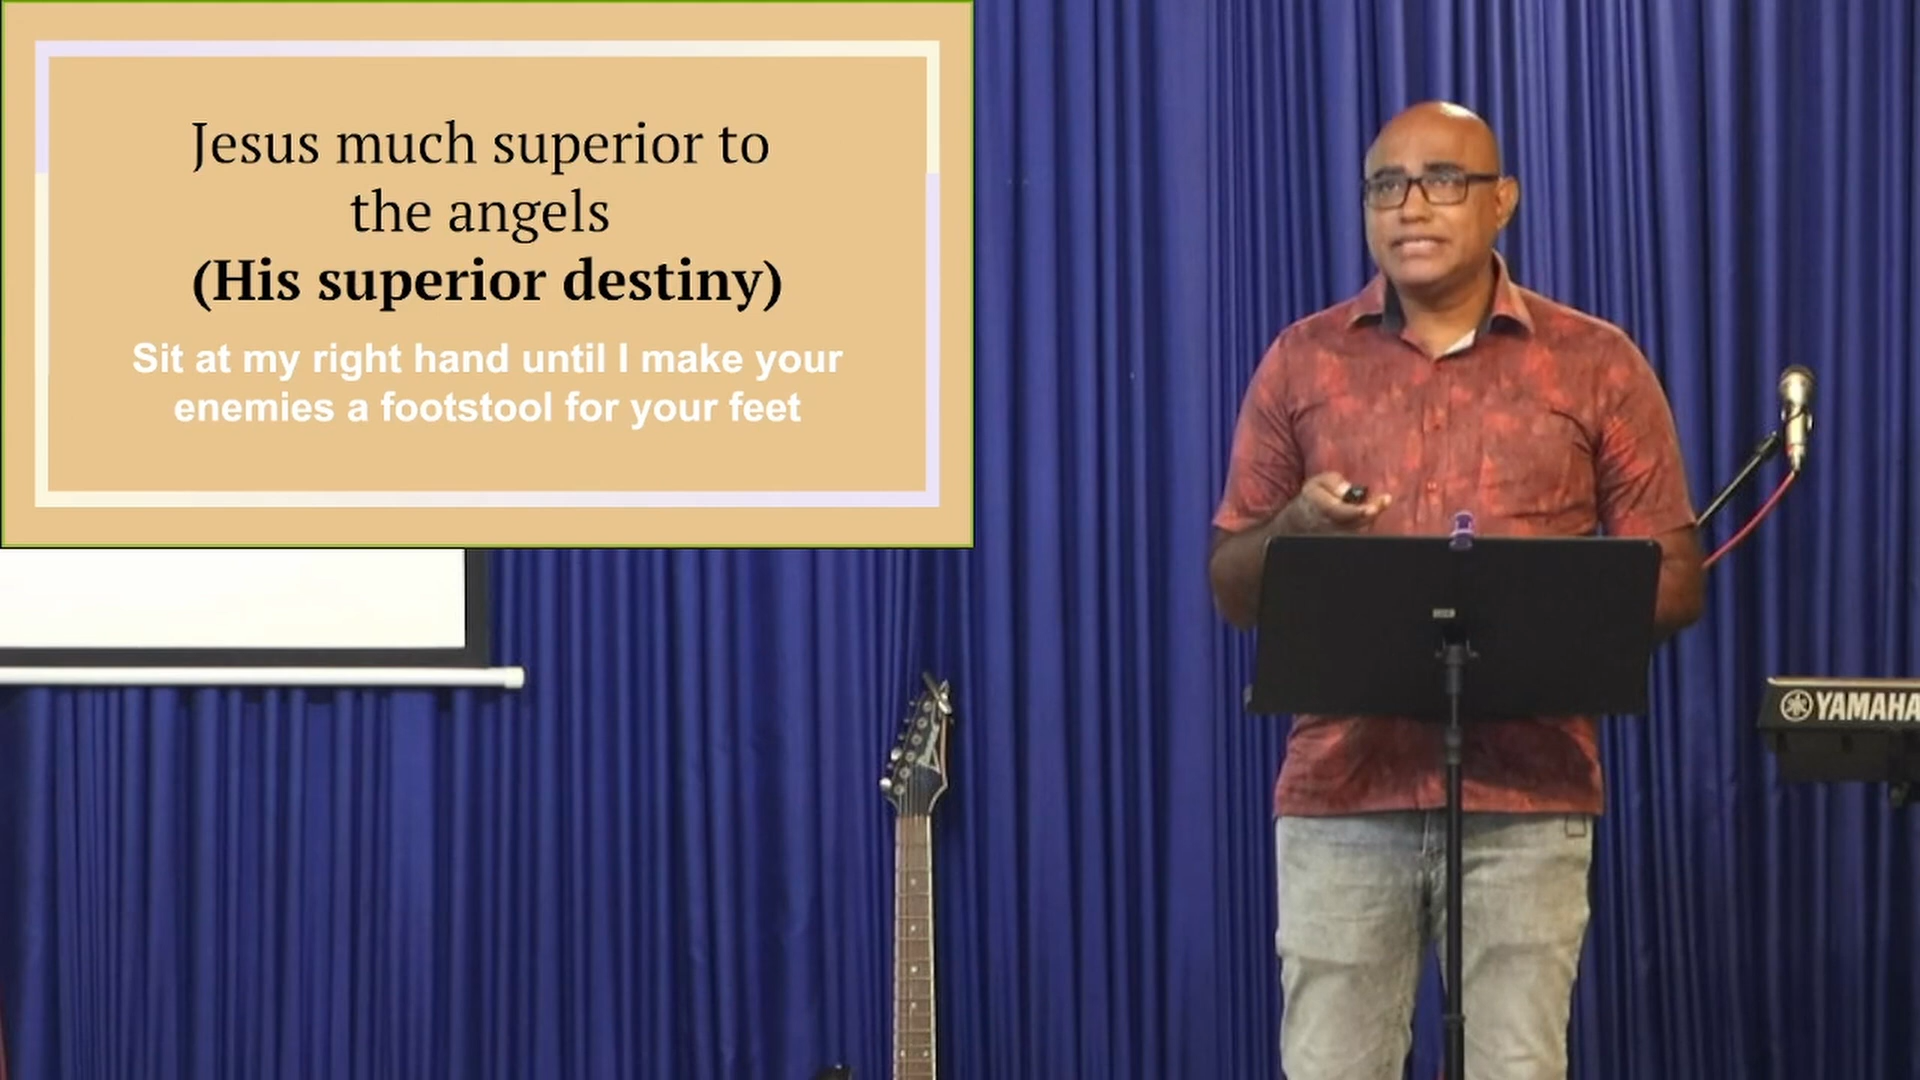 Jesus much superior to
the angels
(His superior destiny)
Sit at my right hand until I make your
enemies a footstool for your feet
YAMAHA